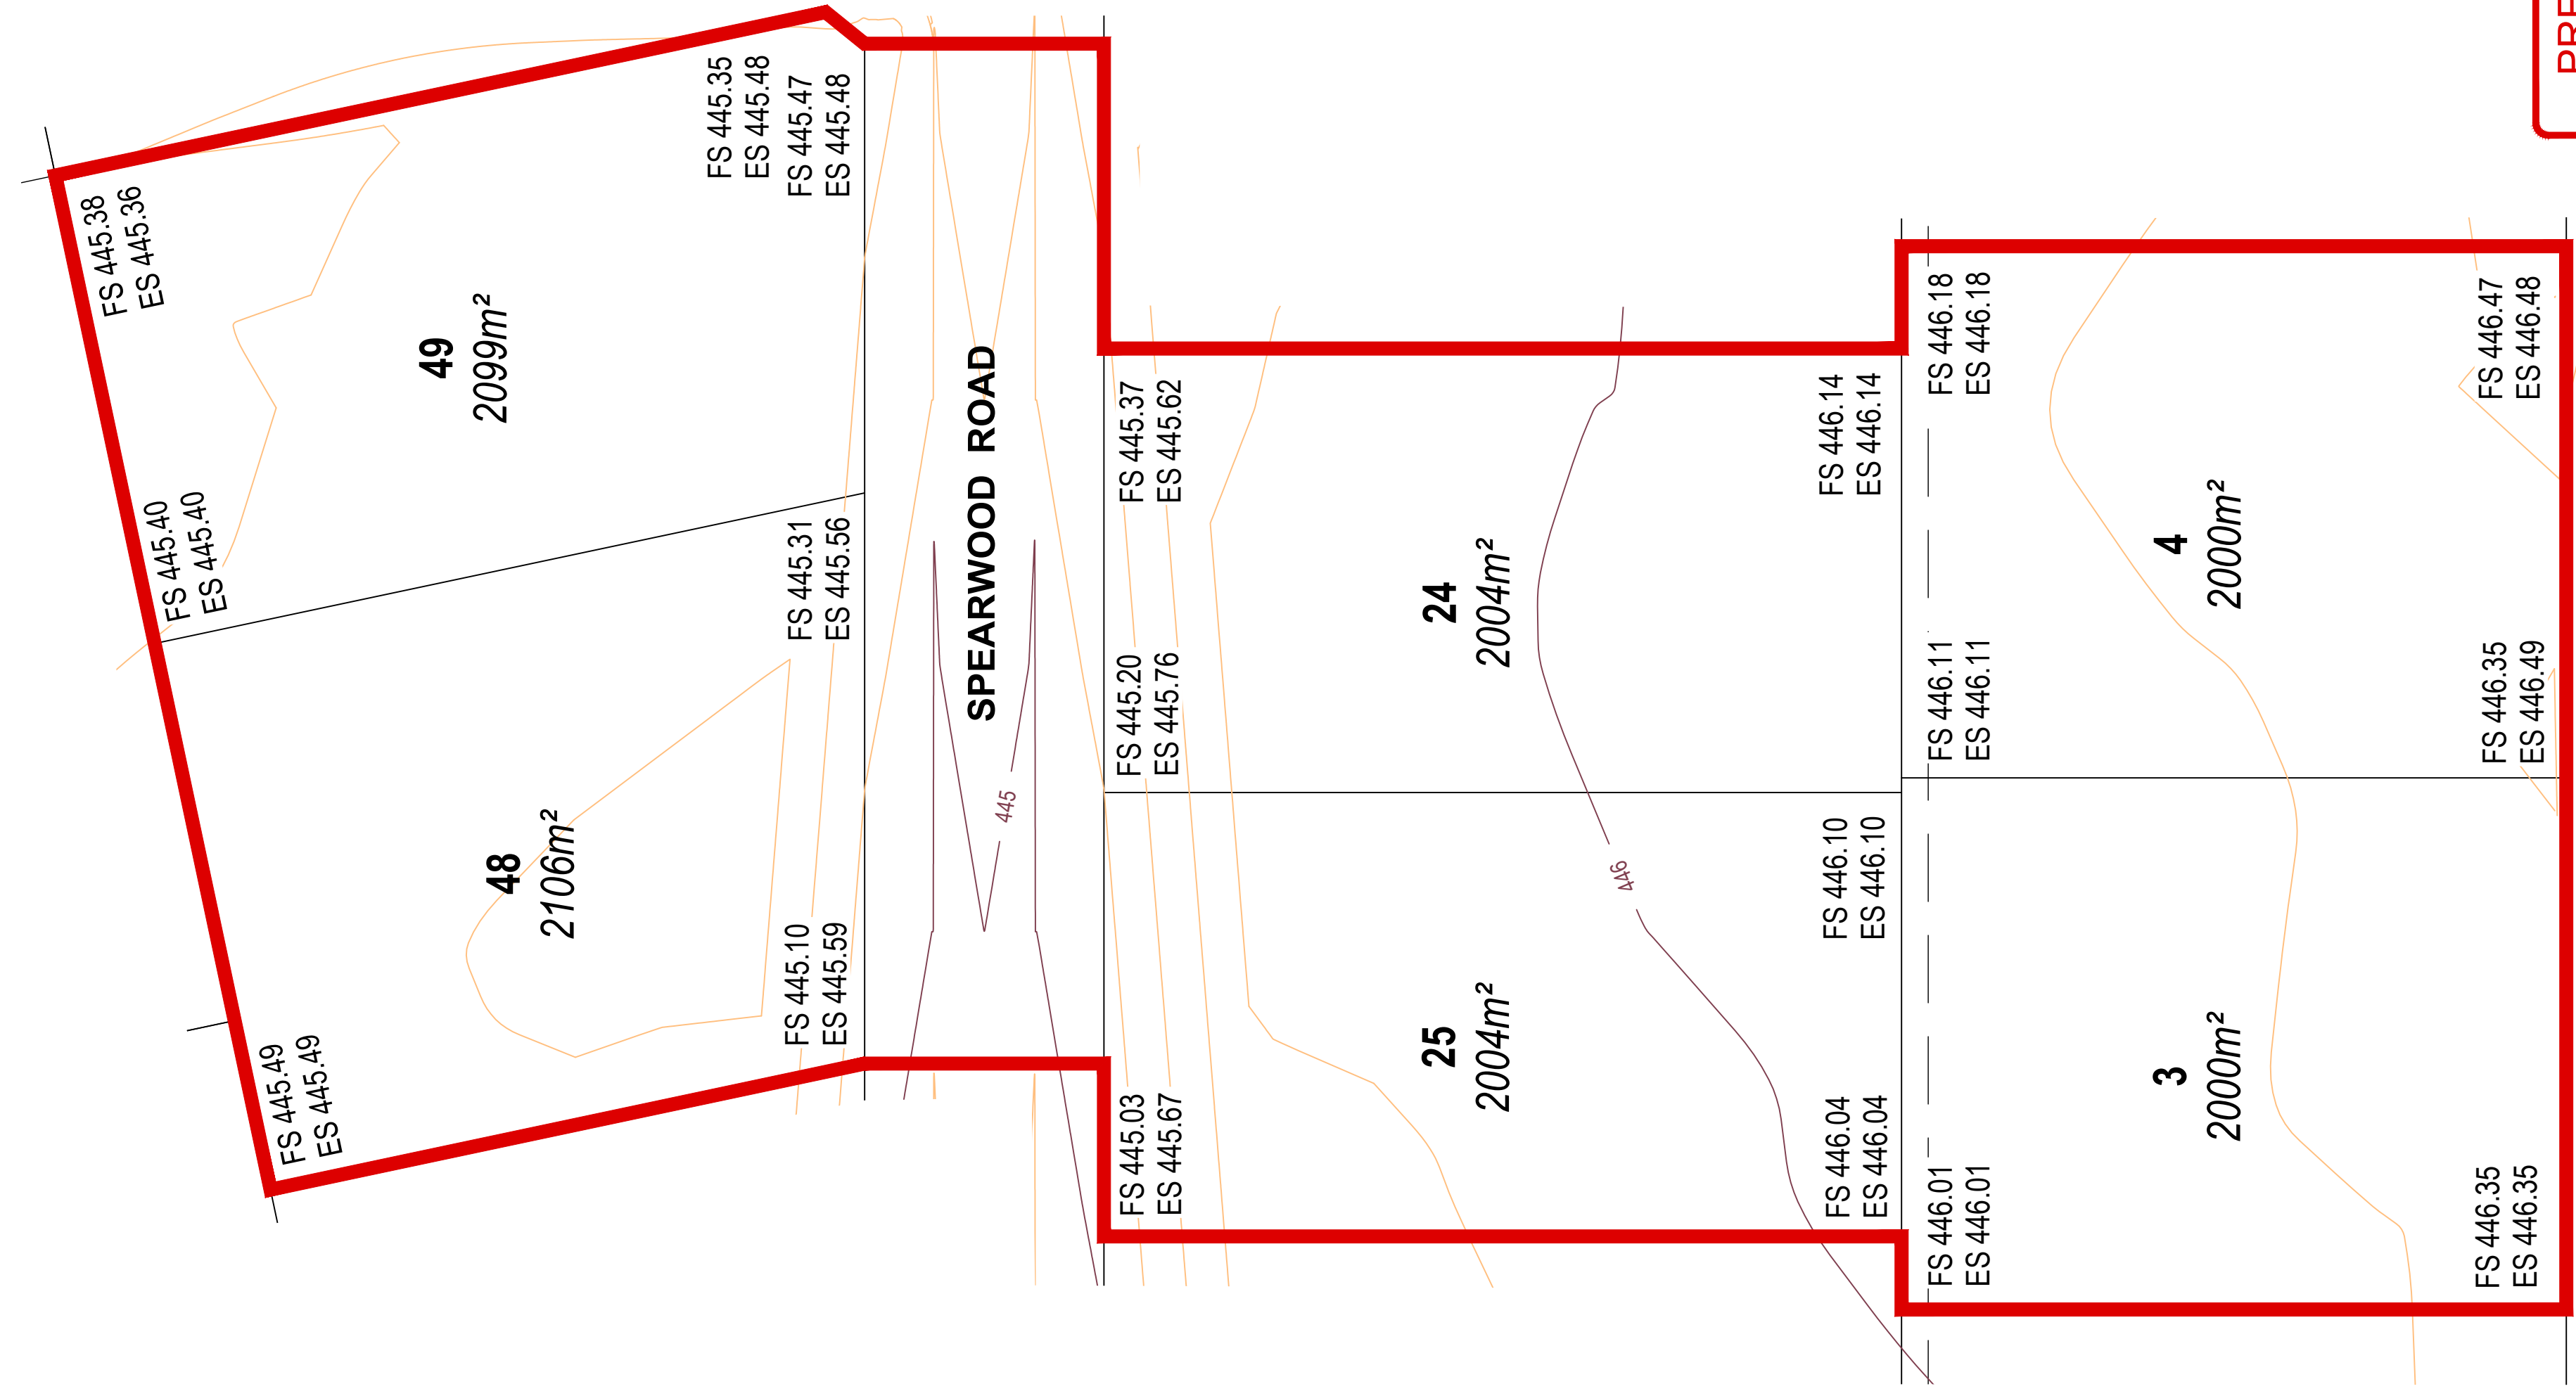 FS 445.38
ES 445.36
FS 445.35
ES 445.48
FS 445.47
ES 445.48
49
2099m²
FS 445.40
ES 445.40
FS 445.31
ES 445.56
48
2106m²
FS 445.49
ES 445.49
FS 445.10
ES 445.59
SPEARWOOD ROAD
445
FS 445.37
ES 445.62
FS 446.14
ES 446.14
24
2004m²
FS 445.20
ES 445.76
FS 446.10
ES 446.10
446
25
2004m²
FS 445.03
ES 445.67
FS 446.04
ES 446.04
FS 446.18
ES 446.18
FS 446.47
ES 446.48
4
2000m²
FS 446.11
ES 446.11
FS 446.35
ES 446.49
3
2000m²
FS 446.01
ES 446.01
FS 446.35
ES 446.35